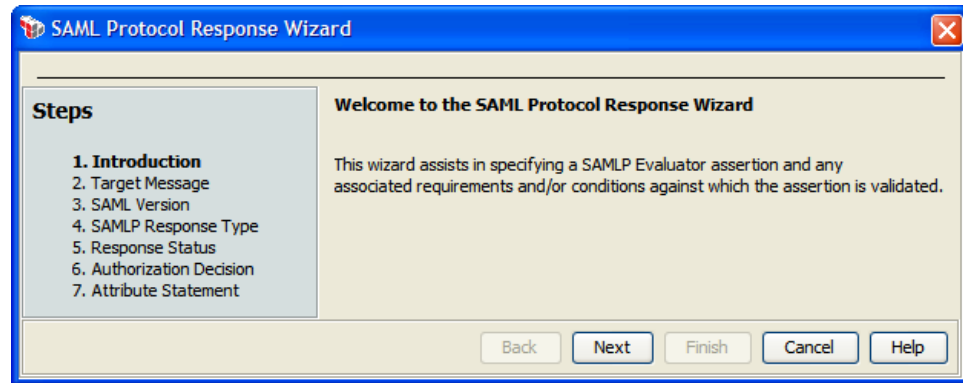 SAML Protocol Response Wizard
Steps
1. Introduction
2. Target Message
3. SAML Version
4. SAMLP Response Type
5. Response Status
6. Authorization Decision
7. Attribute Statement
Welcome to the SAML Protocol Response Wizard
This wizard assists in specifying a SAMLP Evaluator assertion and any
associated requirements and/or conditions against which the assertion is validated.
Back Next Finish Cancel Help